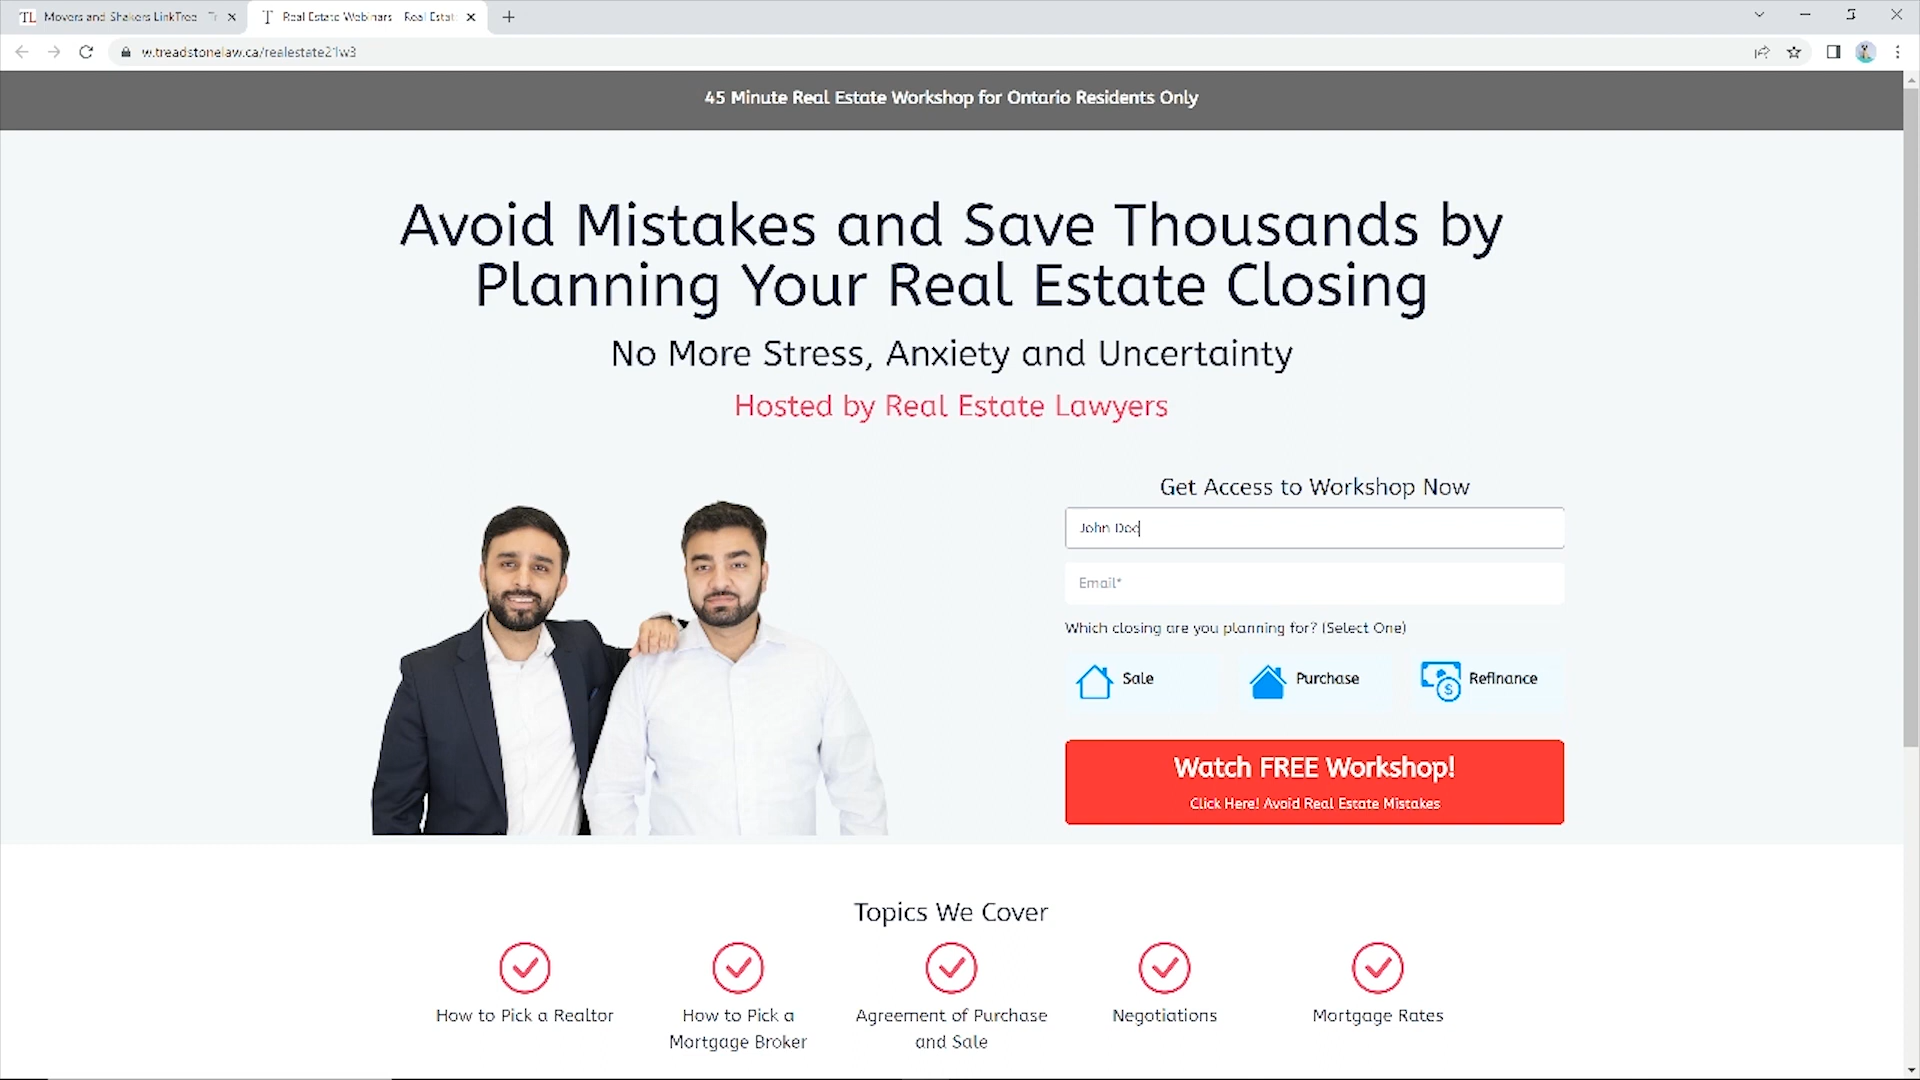 Movers and Shakers LinkTree - Tr
Real Estate Webinars - Real Estat
w.treadstonelaw.ca/realestate21w3
45 Minute Real Estate Workshop for Ontario Residents Only
Avoid Mistakes and Save Thousands by
Planning Your Real Estate Closing
No More Stress, Anxiety and Uncertainty
Hosted by Real Estate Lawyers
Get Access to Workshop Now
John Doe
Email*
Which closing are you planning for? (Select One)
Sale
Purchase
Refinance
Watch FREE Workshop!
Click Here! Avoid Real Estate Mistakes
Topics We Cover
How to Pick a Realtor
How to Pick a
Mortgage Broker
Agreement of Purchase
and Sale
Negotiations
Mortgage Rates